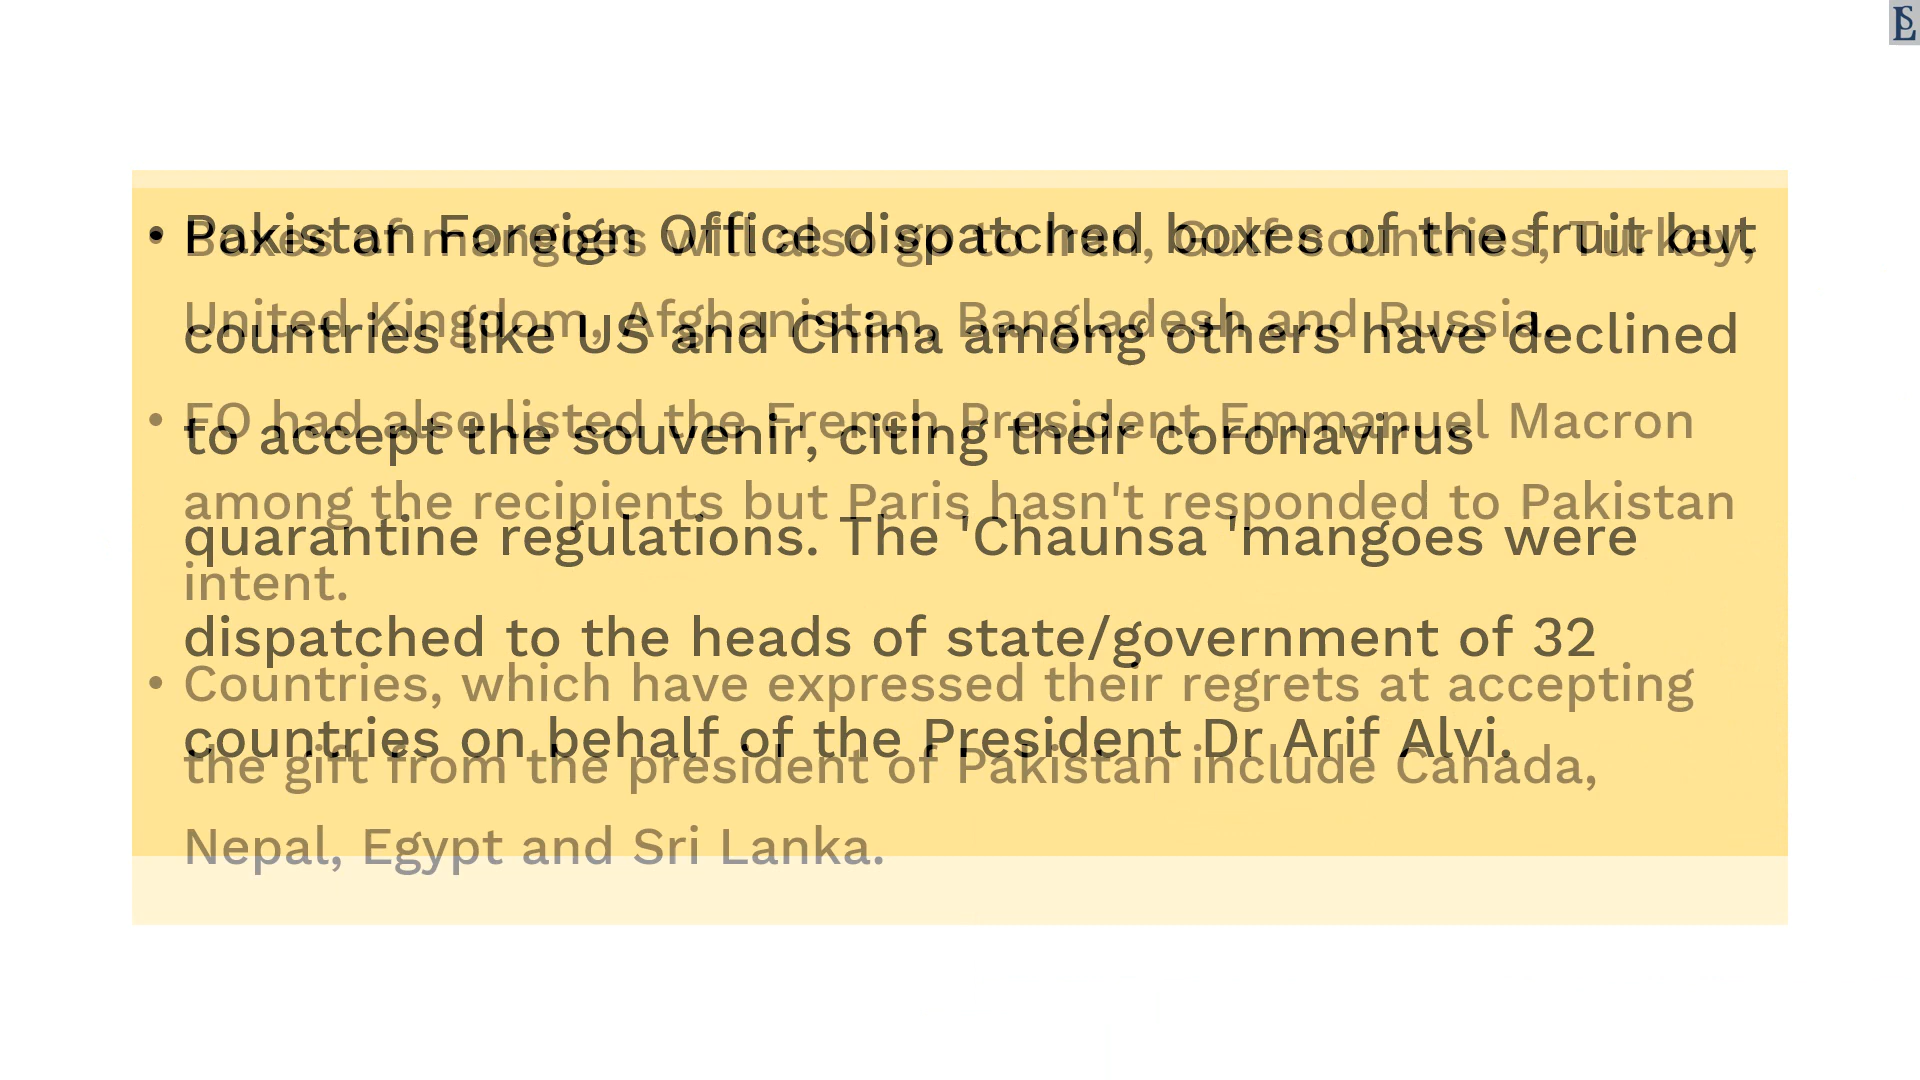 • Pakistan Foreign Office dispatched boxes of the fruit but
countries like US and China among others have declined
to accept the souvenir, citing their coronavirus
quarantine regulations. The 'Chaunsa 'mangoes were
dispatched to the heads of state/government of 32
countries on behalf of the President Dr Arif Alvi.
Boxes of mangoes will also go to Iran, Gulf countries, Turkey,
United Kingdom, Afghanistan, Bangladesh and Russia.
• FO had also listed the French President Emmanuel Macron
among the recipients but Paris hasn't responded to Pakistan
intent.
• Countries, which have expressed their regrets at accepting
the gift from the president of Pakistan include Canada,
Nepal, Egypt and Sri Lanka.